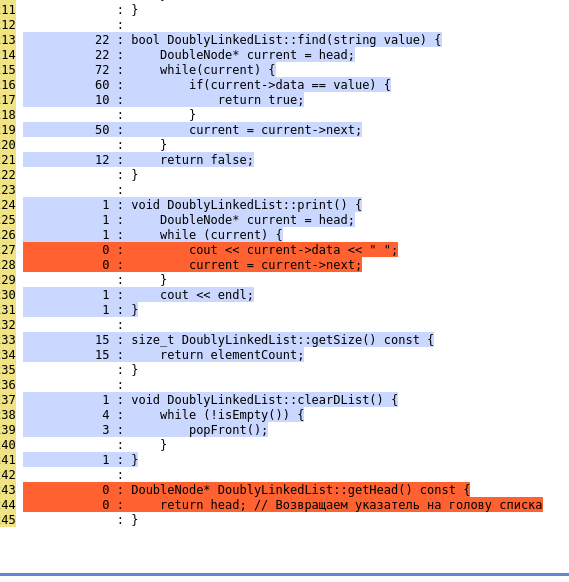 11 : }
12 :
13 22 : bool DoublyLinkedList::find(string value) {
14 22 :     DoubleNode* current = head;
15 72 :     while(current) {
16 60 :         if(current->data == value) {
17 10 :             return true;
18 :         }
19 50 :         current = current->next;
20 :     }
21 12 :     return false;
22 : }
23 :
24 1 : void DoublyLinkedList::print() {
25 1 :     DoubleNode* current = head;
26 1 :     while (current) {
27 0 :         cout << current->data << " ";
28 0 :         current = current->next;
29 :     }
30 1 :     cout << endl;
31 1 : }
32 :
33 15 : size_t DoublyLinkedList::getSize() const {
34 15 :     return elementCount;
35 : }
36 :
37 1 : void DoublyLinkedList::clearDList() {
38 4 :     while (!isEmpty()) {
39 3 :         popFront();
40 :     }
41 1 : }
42 :
43 0 : DoubleNode* DoublyLinkedList::getHead() const {
44 0 :     return head; // Возвращаем указатель на голову списка
45 : }